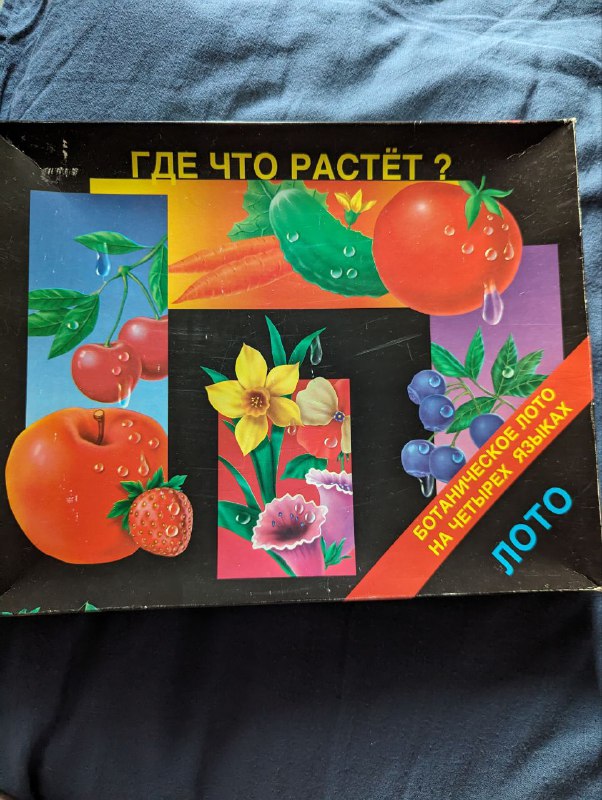 ГДЕ ЧТО РАСТЁТ ?
БОТАНИЧЕСКОЕ ЛОТО
НА ЧЕТЫРЕХ ЯЗЫКАХ
ЛОТО